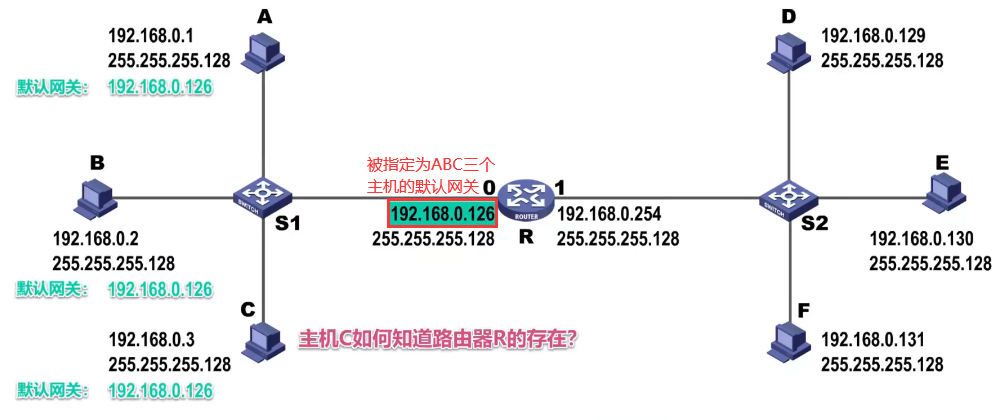 A
192.168.0.1
255.255.255.128
默认网关： 192.168.0.126
B
192.168.0.2
255.255.255.128
默认网关： 192.168.0.126
C
192.168.0.3
255.255.255.128
默认网关： 192.168.0.126
主机C如何知道路由器R的存在？
SWITCH
S1
被指定为ABC三个
主机的默认网关
0
192.168.0.126
255.255.255.128
ROUTER
R
1
192.168.0.254
255.255.255.128
SWITCH
S2
D
192.168.0.129
255.255.255.128
E
192.168.0.130
255.255.255.128
F
192.168.0.131
255.255.255.128